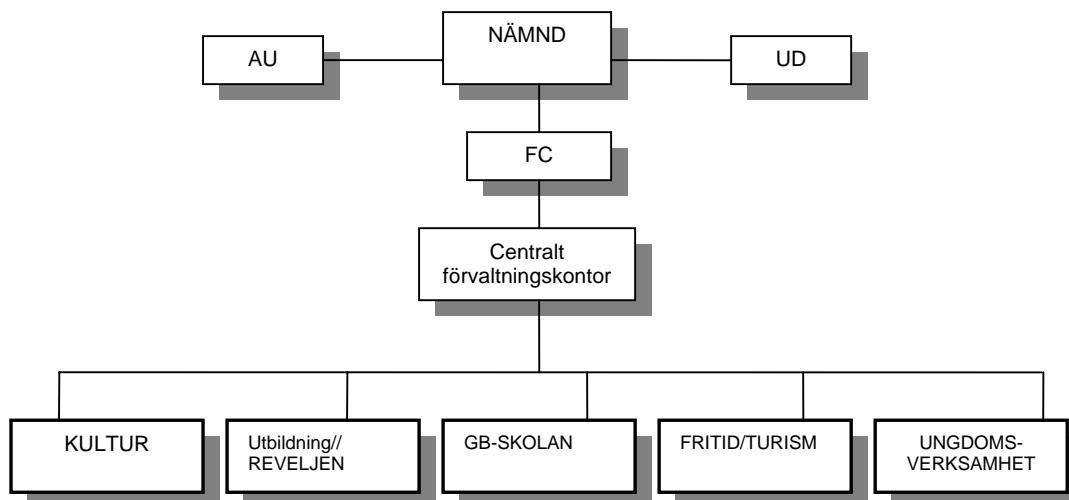 NÄMND
AU
UD
FC
Centralt
förvaltningskontor
KULTUR
Utbildning//
REVELJEN
GB-SKOLAN
FRITID/TURISM
UNGDOMS-
VERKSAMHET